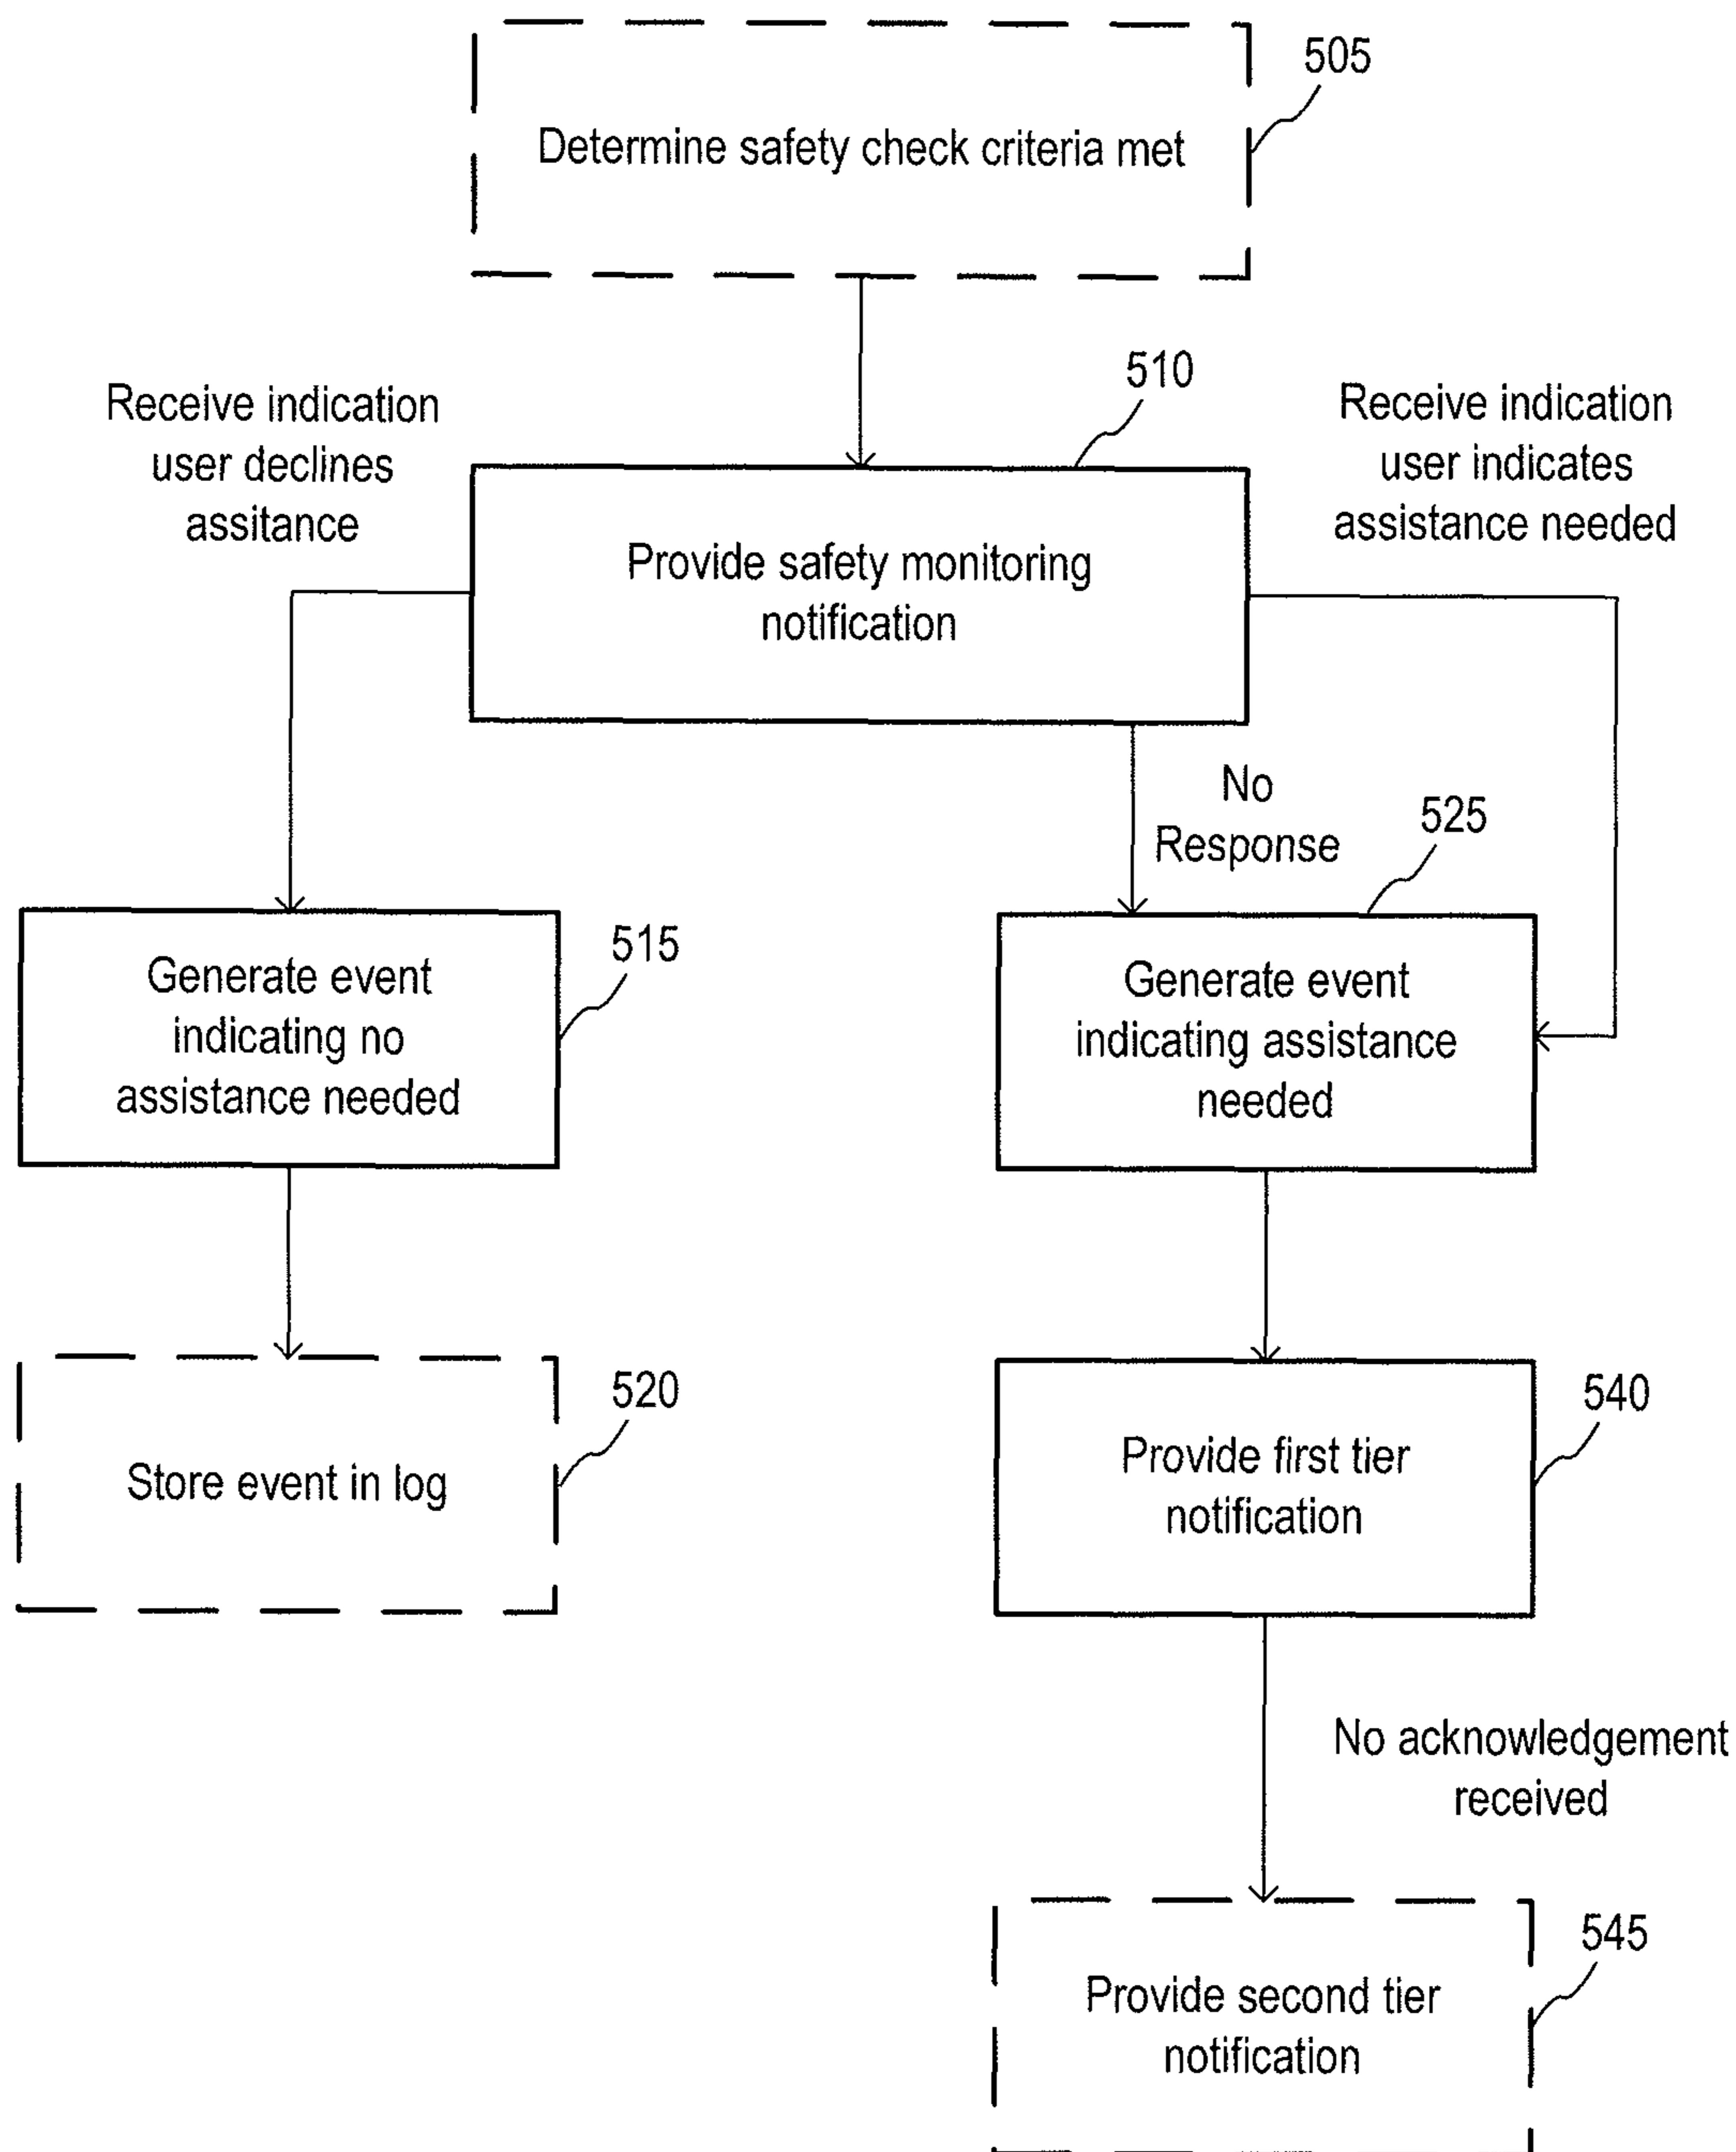 505
Determine safety check criteria met
510
Receive indication
user declines
assitance
Receive indication
user indicates
assistance needed
Provide safety monitoring
notification
No
Response
525
515
Generate event
indicating no
assistance needed
Generate event
indicating assistance
needed
520
Store event in log
540
Provide first tier
notification
No acknowledgement
received
545
Provide second tier
notification